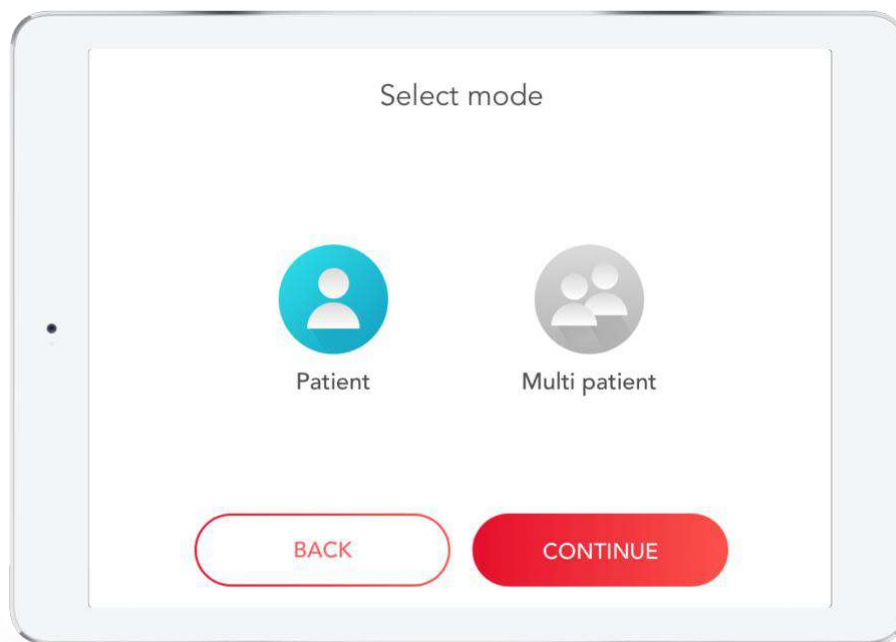 Select mode
Patient
Multi patient
BACK
CONTINUE